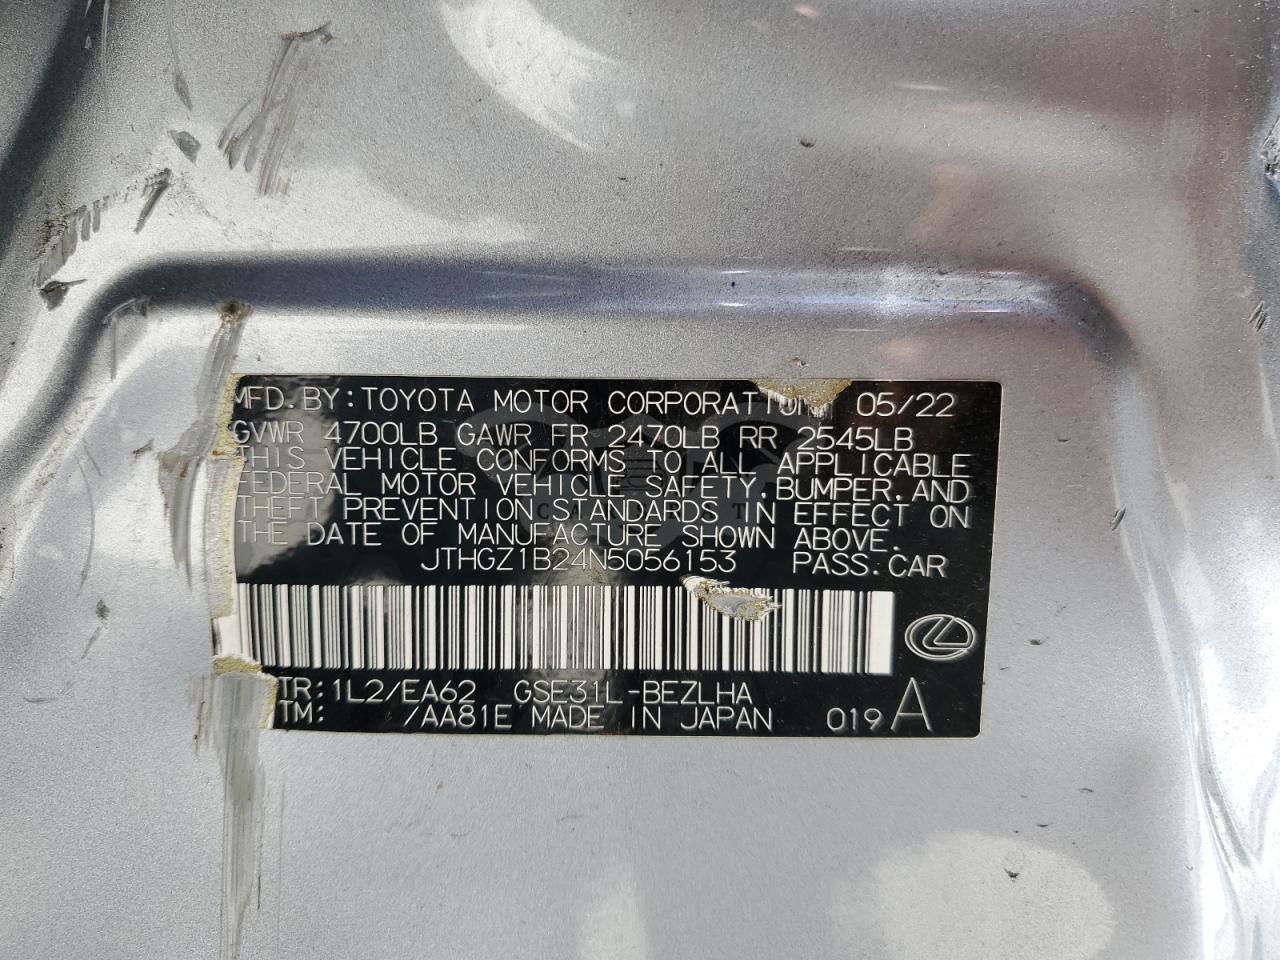 MFD.BY:TOYOTA MOTOR CORPORATION 05/22
GVWR 4700LB GAWR FR 2470LB RR 2545LB
THIS VEHICLE CONFORMS TO ALL APPLICABLE
FEDERAL MOTOR VEHICLE SAFETY,BUMPER,AND
THEFT PREVENTION STANDARDS IN EFFECT ON
THE DATE OF MANUFACTURE SHOWN ABOVE.
JTHGZ1B24N5056153 PASS.CAR
TR:1L2/EA62 GSE31L-BEZLHA
TM: /AA81E MADE IN JAPAN 019 A